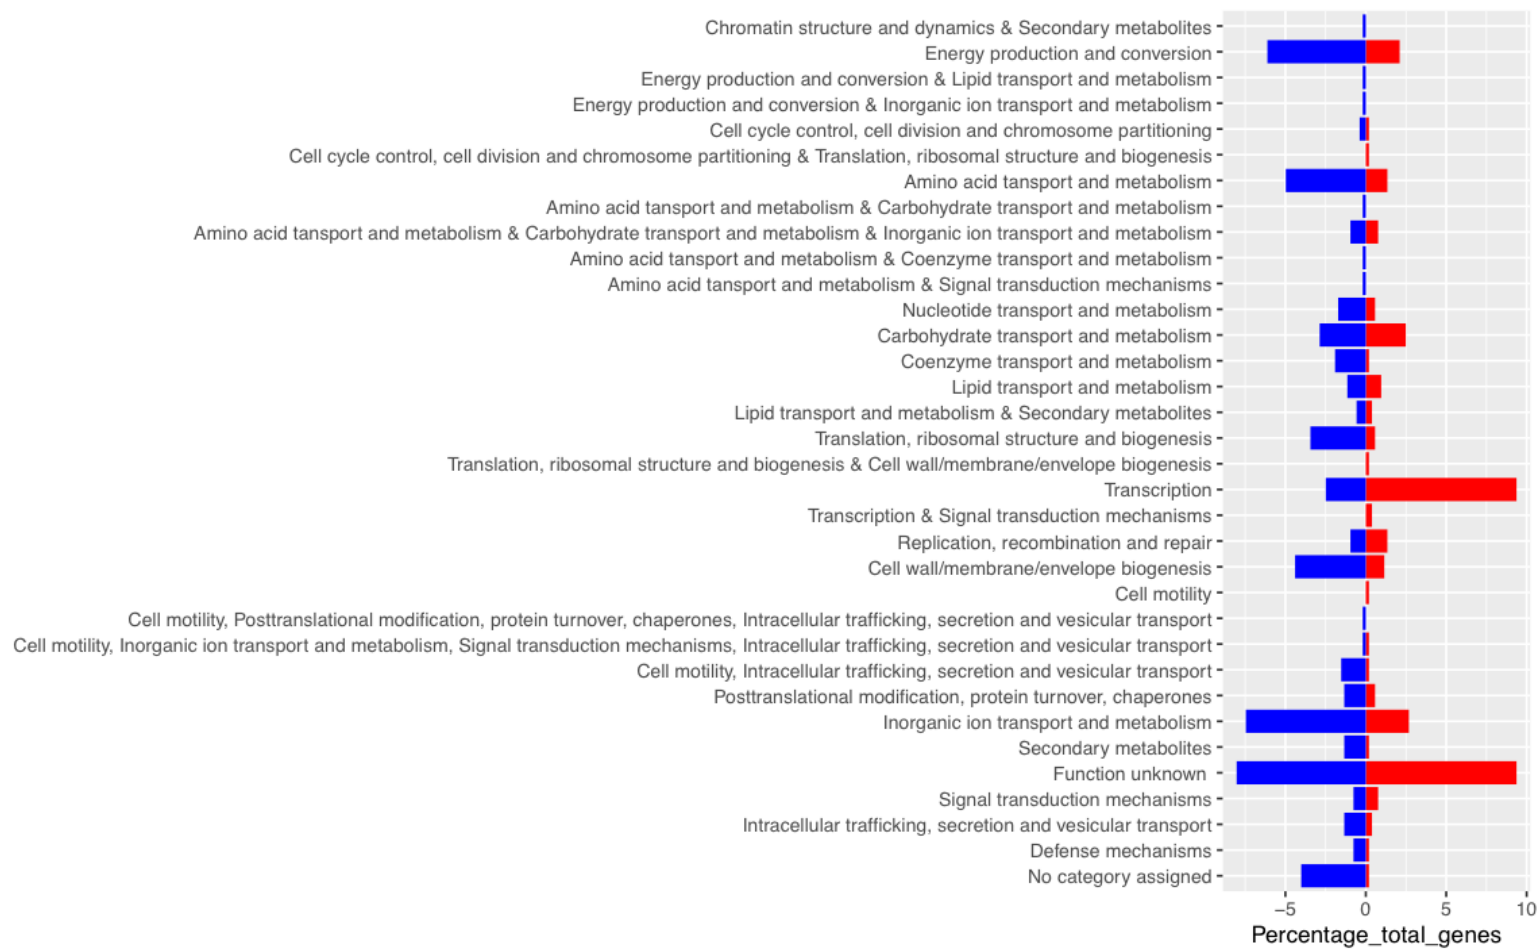 Chromatin structure and dynamics & Secondary metabolites
Energy production and conversion
Energy production and conversion & Lipid transport and metabolism
Energy production and conversion & Inorganic ion transport and metabolism
Cell cycle control, cell division and chromosome partitioning
Cell cycle control, cell division and chromosome partitioning & Translation, ribosomal structure and biogenesis
Amino acid tansport and metabolism
Amino acid tansport and metabolism & Carbohydrate transport and metabolism
Amino acid tansport and metabolism & Carbohydrate transport and metabolism & Inorganic ion transport and metabolism
Amino acid tansport and metabolism & Coenzyme transport and metabolism
Amino acid tansport and metabolism & Signal transduction mechanisms
Nucleotide transport and metabolism
Carbohydrate transport and metabolism
Coenzyme transport and metabolism
Lipid transport and metabolism
Lipid transport and metabolism & Secondary metabolites
Translation, ribosomal structure and biogenesis
Translation, ribosomal structure and biogenesis & Cell wall/membrane/envelope biogenesis
Transcription
Transcription & Signal transduction mechanisms
Replication, recombination and repair
Cell wall/membrane/envelope biogenesis
Cell motility
Cell motility, Posttranslational modification, protein turnover, chaperones, Intracellular trafficking, secretion and vesicular transport
Cell motility, Inorganic ion transport and metabolism, Signal transduction mechanisms, Intracellular trafficking, secretion and vesicular transport
Cell motility, Intracellular trafficking, secretion and vesicular transport
Posttranslational modification, protein turnover, chaperones
Inorganic ion transport and metabolism
Secondary metabolites
Function unknown
Signal transduction mechanisms
Intracellular trafficking, secretion and vesicular transport
Defense mechanisms
No category assigned
−5 0 5 10
Percentage_total_genes